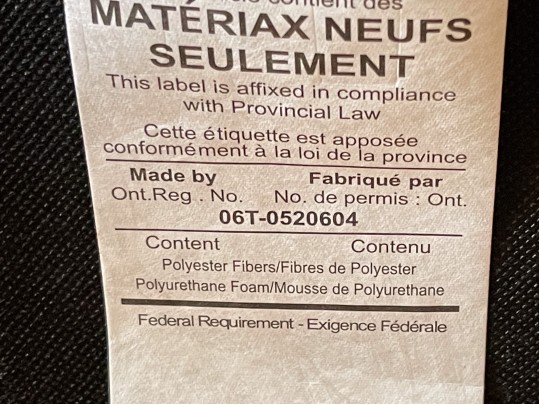 contient des
MATÉRIAX NEUFS
SEULEMENT
This label is affixed in compliance
with Provincial Law
Cette étiquette est apposée
conformément à la loi de la province
Made by Fabriqué par
Ont.Reg . No. No. de permis : Ont.
06T-0520604
Content Contenu
Polyester Fibers/Fibres de Polyester
Polyurethane Foam/Mousse de Polyurethane
Federal Requirement - Exigence Fédérale